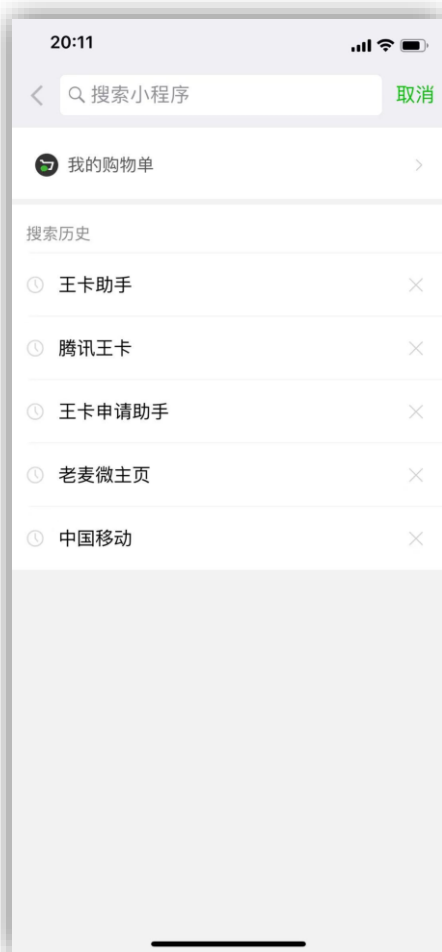 20:11
搜索小程序
取消
我的购物单
搜索历史
王卡助手
腾讯王卡
王卡申请助手
老麦微主页
中国移动